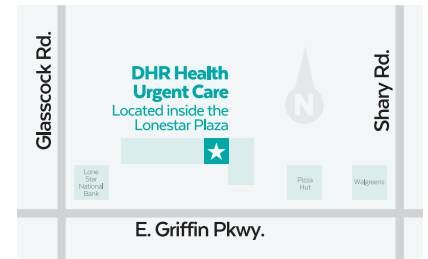 Glasscock Rd.
DHR Health
Urgent Care
Located inside the
Lonestar Plaza
N
Shary Rd.
Lone
Star
National
Bank
Pizza
Hut
Walgreens
E. Griffin Pkwy.